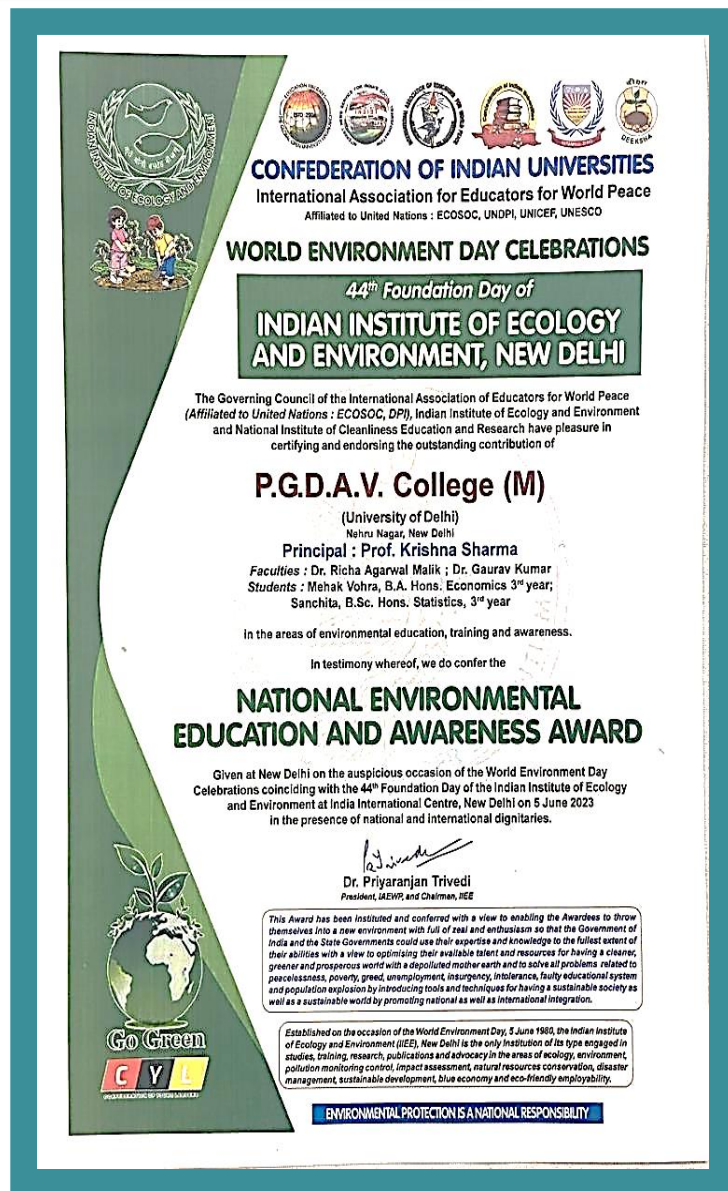 INDIAN INSTITUTE OF ECOLOGY AND ENVIRONMENT
DEEKSHA
CONFEDERATION OF INDIAN UNIVERSITIES
International Association for Educators for World Peace
Affiliated to United Nations : ECOSOC, UNDPI, UNICEF, UNESCO
WORLD ENVIRONMENT DAY CELEBRATIONS
44th Foundation Day of
INDIAN INSTITUTE OF ECOLOGY
AND ENVIRONMENT, NEW DELHI
The Governing Council of the International Association of Educators for World Peace
(Affiliated to United Nations : ECOSOC, DPI), Indian Institute of Ecology and Environment
and National Institute of Cleanliness Education and Research have pleasure in
certifying and endorsing the outstanding contribution of
P.G.D.A.V. College (M)
(University of Delhi)
Nehru Nagar, New Delhi
Principal : Prof. Krishna Sharma
Faculties : Dr. Richa Agarwal Malik ; Dr. Gaurav Kumar
Students : Mehak Vohra, B.A. Hons. Economics 3rd year;
Sanchita, B.Sc. Hons. Statistics, 3rd year
in the areas of environmental education, training and awareness.
In testimony whereof, we do confer the
NATIONAL ENVIRONMENTAL
EDUCATION AND AWARENESS AWARD
Given at New Delhi on the auspicious occasion of the World Environment Day
Celebrations coinciding with the 44th Foundation Day of the Indian Institute of Ecology
and Environment at India International Centre, New Delhi on 5 June 2023
in the presence of national and international dignitaries.
Dr. Priyaranjan Trivedi
President, IAEWP, and Chairman, IIEE
This Award has been instituted and conferred with a view to enabling the Awardees to throw
themselves into a new environment with full of zeal and enthusiasm so that the Government of
India and the State Governments could use their expertise and knowledge to the fullest extent of
their abilities with a view to optimising their available talent and resources for having a cleaner,
greener and prosperous world with a depolluted mother earth and to solve all problems related to
peacelessness, poverty, greed, unemployment, insurgency, intolerance, faulty educational system
and population explosion by introducing tools and techniques for having a sustainable society as
well as a sustainable world by promoting national as well as international integration.
Established on the occasion of the World Environment Day, 5 June 1980, the Indian Institute
of Ecology and Environment (IIEE), New Delhi is the only Institution of its type engaged in
studies, training, research, publications and advocacy in the areas of ecology, environment,
pollution monitoring control, impact assessment, natural resources conservation, disaster
management, sustainable development, blue economy and eco-friendly employability.
Go Green
CYL
ENVIRONMENTAL PROTECTION IS A NATIONAL RESPONSIBILITY